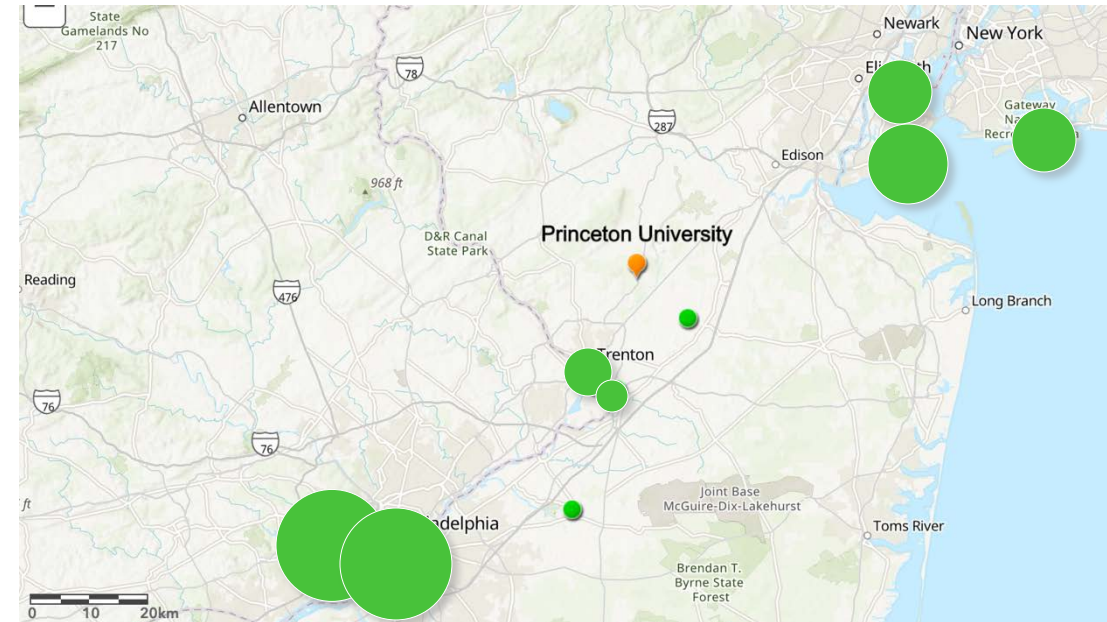 State
Gamelands No
217
Newark
New York
78
Allentown
287
Gateway
Edison
968 ft
D&R Canal
State Park
Princeton University
Reading
476
Long Branch
Trenton
76
76
Joint Base
McGuire-Dix-Lakehurst
ft
Toms River
Brendan T.
Byrne State
Forest
0 10 20km